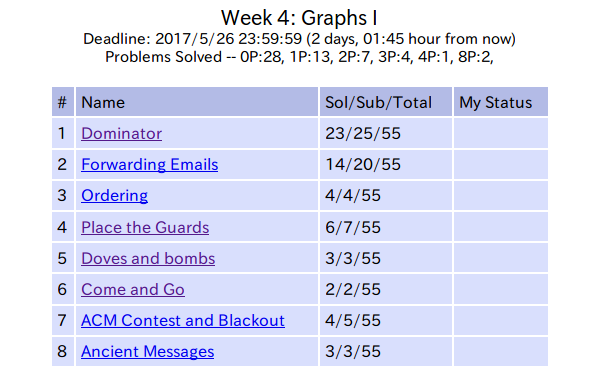 Week 4: Graphs I
Deadline: 2017/5/26 23:59:59 (2 days, 01:45 hour from now)
Problems Solved -- 0P:28, 1P:13, 2P:7, 3P:4, 4P:1, 8P:2,
# Name Sol/Sub/Total My Status
1 Dominator 23/25/55
2 Forwarding Emails 14/20/55
3 Ordering 4/4/55
4 Place the Guards 6/7/55
5 Doves and bombs 3/3/55
6 Come and Go 2/2/55
7 ACM Contest and Blackout 4/5/55
8 Ancient Messages 3/3/55